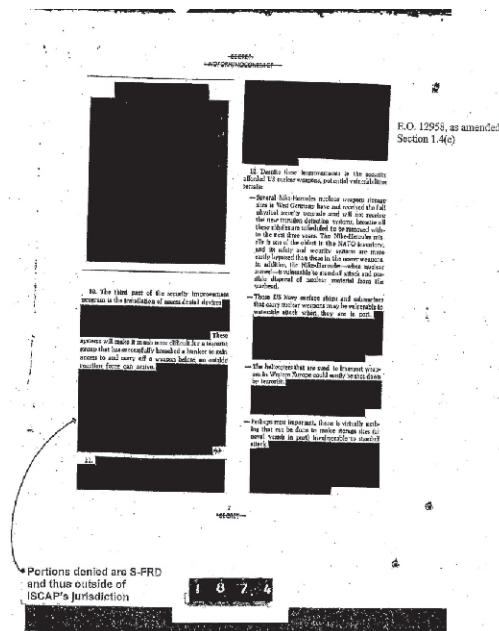 SECRET
E.O. 12958, as amended
Section 1.4(c)
12. Despite these improvements in the security
afforded US nuclear weapons, potential vulnerabilities
remain:
— Several Nike-Hercules nuclear weapons storage
sites in West Germany have not received the full
physical security upgrade and will not receive
the new intrusion detection systems, because all
these missiles are scheduled to be removed with-
in the next three years. The Nike-Hercules mis-
sile is one of the oldest in the NATO inventory,
and its safety and security systems are more
easily bypassed than those in the newer weapons.
In addition, the Nike-Hercules—when nuclear
armed—is vulnerable to standoff attack and pos-
sible dispersal of nuclear material from the
warhead.
— Those US Navy surface ships and submarines
that carry nuclear weapons may be vulnerable to
waterside attack when they are in port.
— The helicopters that are used to transport weap-
ons in Western Europe could easily be shot down
by terrorists.
— Perhaps most important, there is virtually noth-
ing that can be done to make storage sites (or
naval vessels in port) invulnerable to standoff
attack.
10. The third part of the security improvement
program is the installation of access denial devices
These
systems will make it much more difficult for a terrorist
group that has successfully breached a bunker to gain
access to and carry off a weapon before an outside
reaction force can arrive.
11.
2
SECRET
Portions denied are S-FRD
and thus outside of
ISCAP's jurisdiction
1 8 7 4